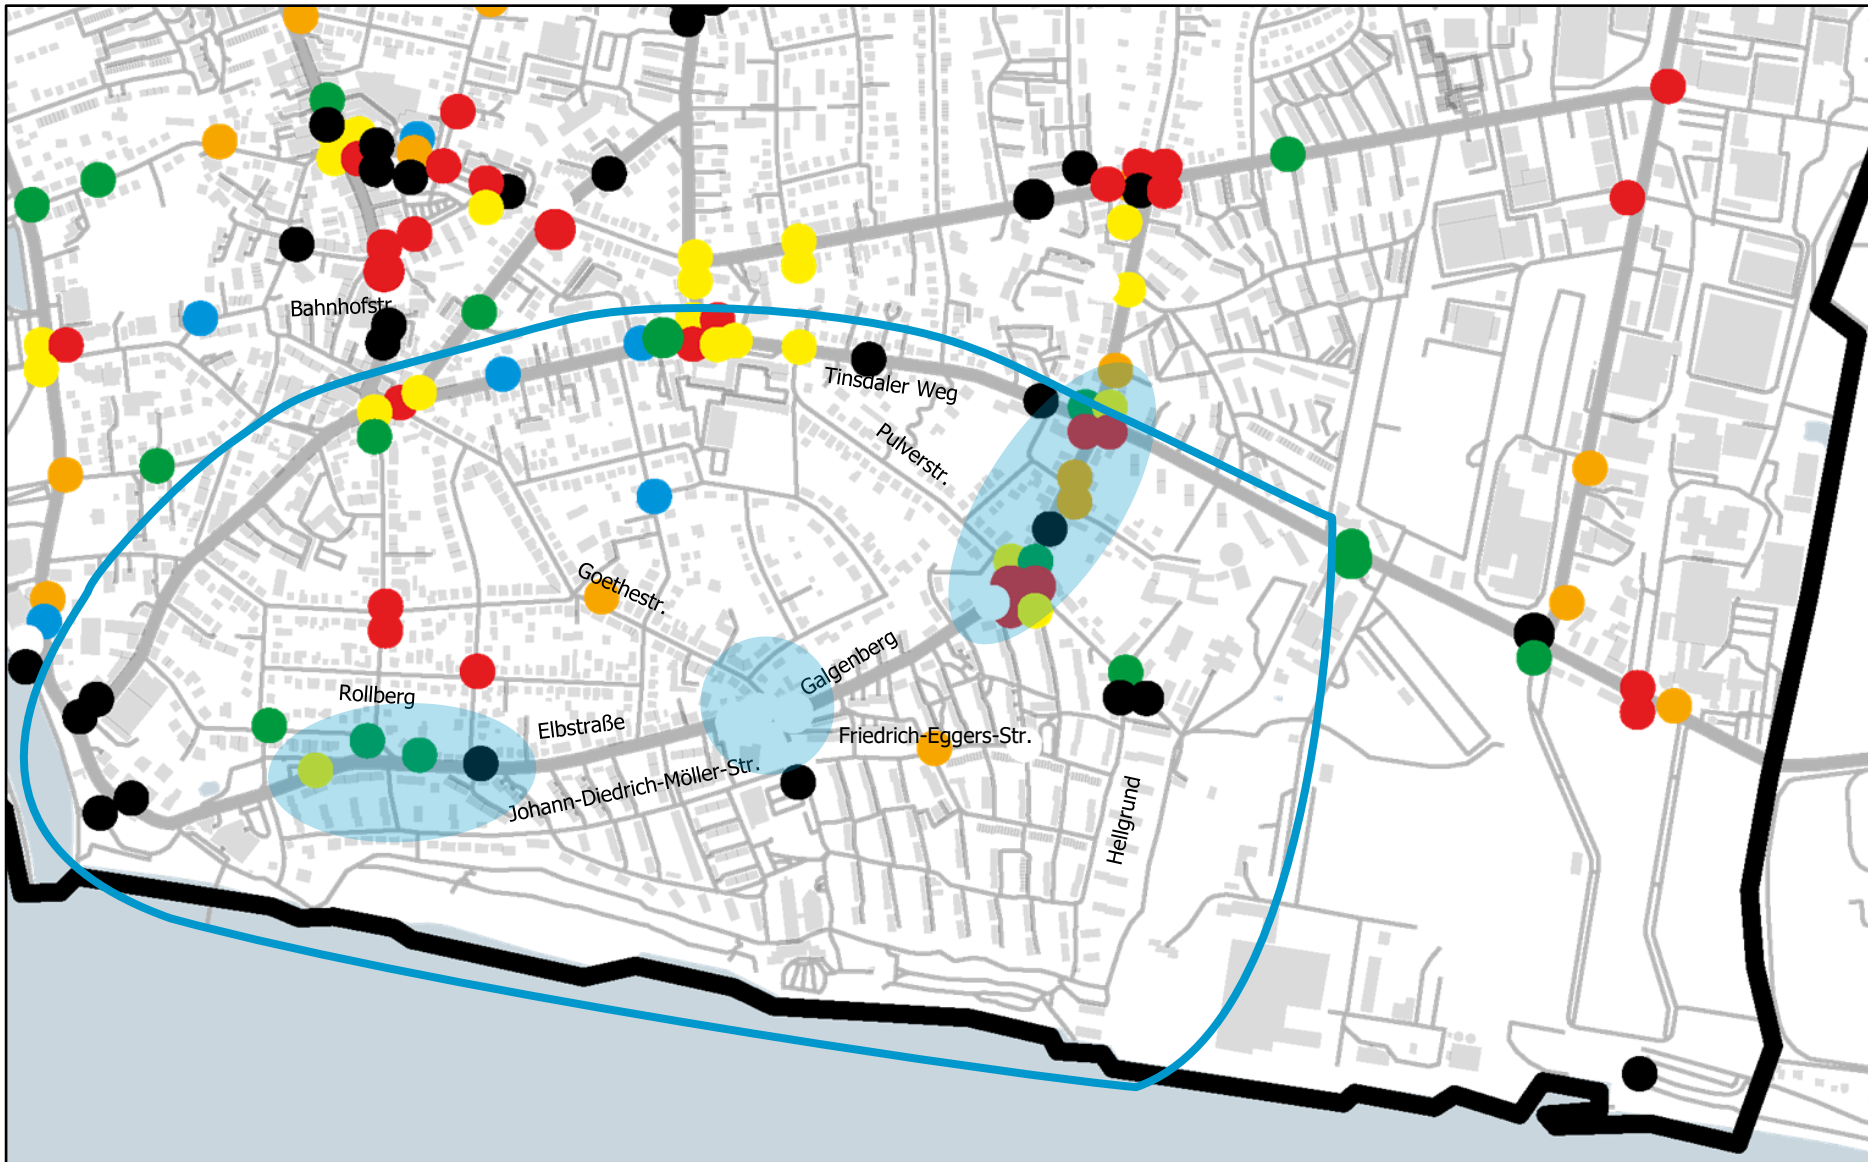 Bahnhofstr.
Tinsdaler Weg
Pulverstr.
Goethestr.
Galgenberg
Rollberg
Elbstraße
Friedrich-Eggers-Str.
Johann-Diedrich-Möller-Str.
Hellgrund